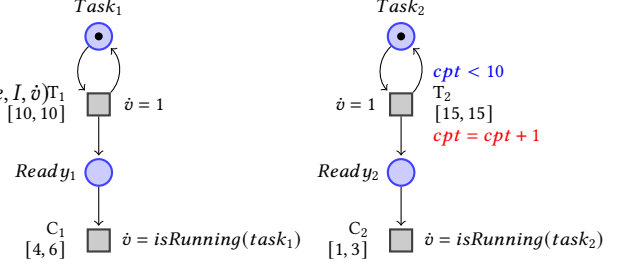 Task₁
Task₂
e, I, v̇)T₁
[10, 10]
v̇ = 1
v̇ = 1
cpt < 10
T₂
[15, 15]
cpt = cpt + 1
Ready₁
Ready₂
C₁
[4, 6]
v̇ = isRunning(task₁)
C₂
[1, 3]
v̇ = isRunning(task₂)